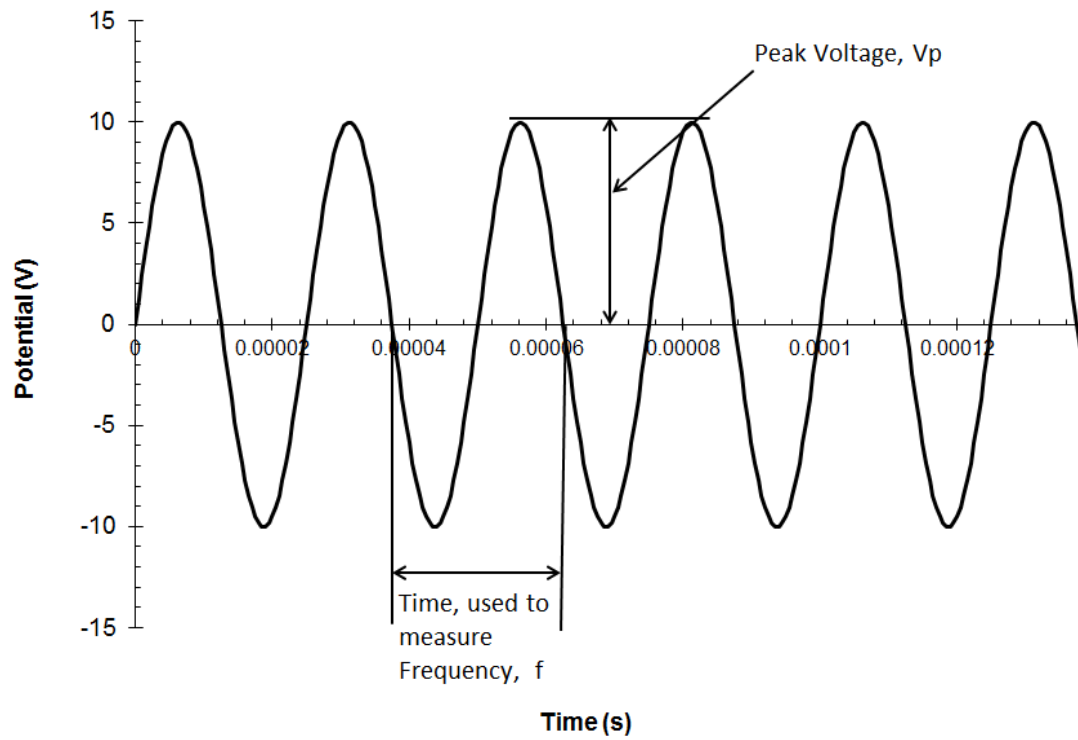 15
Peak Voltage, Vp
10
5
Potential (V)
0
0 0.00002 0.00004 0.00006 0.00008 0.0001 0.00012
-5
-10
Time, used to
measure
Frequency, f
-15
Time (s)